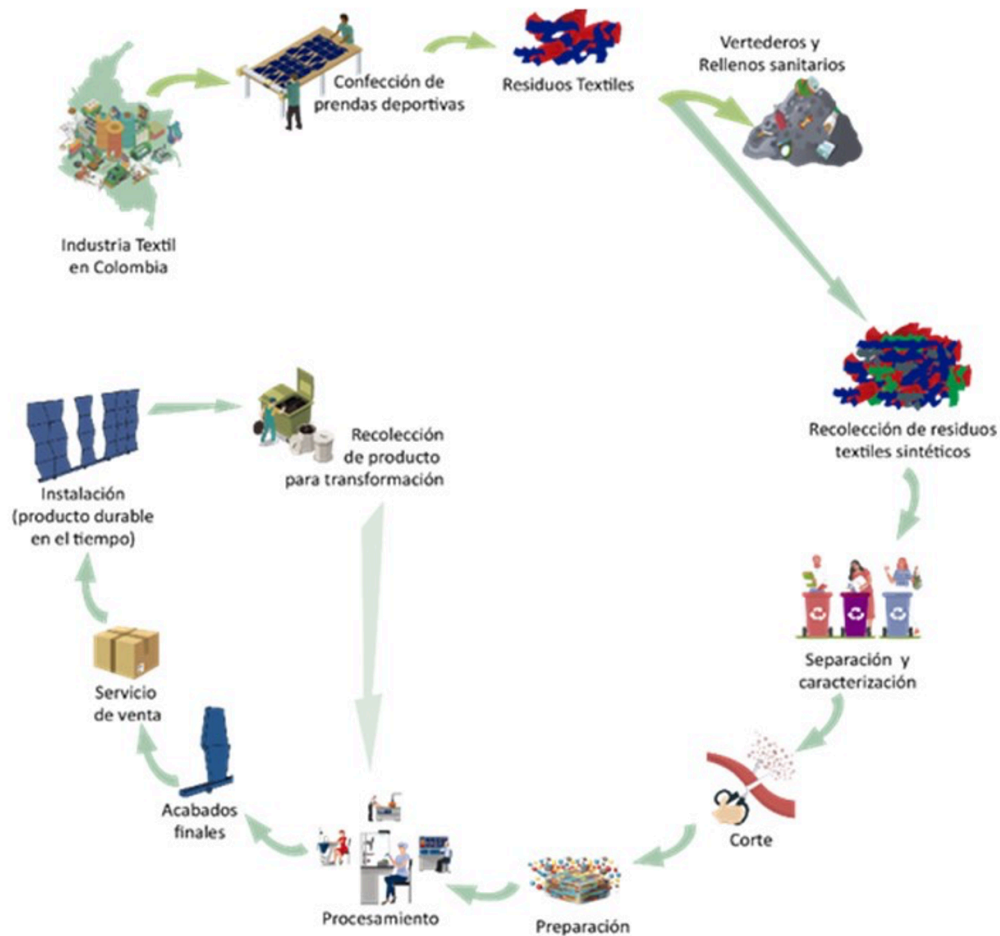 Industria Textil
en Colombia
Confección de
prendas deportivas
Residuos Textiles
Vertederos y
Rellenos sanitarios
Recolección de residuos
textiles sintéticos
Separación y
caracterización
Corte
Preparación
Procesamiento
Acabados
finales
Servicio
de venta
Instalación
(producto durable
en el tiempo)
Recolección
de producto
para transformación